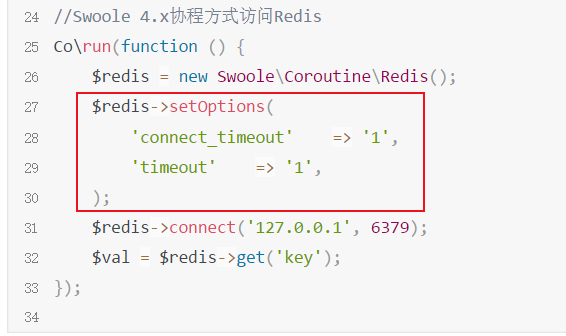 24 //Swoole 4.x协程方式访问Redis
25 Co\run(function () {
26     $redis = new Swoole\Coroutine\Redis();
27     $redis->setOptions(
28         'connect_timeout'    => '1',
29         'timeout'    => '1',
30     );
31     $redis->connect('127.0.0.1', 6379);
32     $val = $redis->get('key');
33 });
34